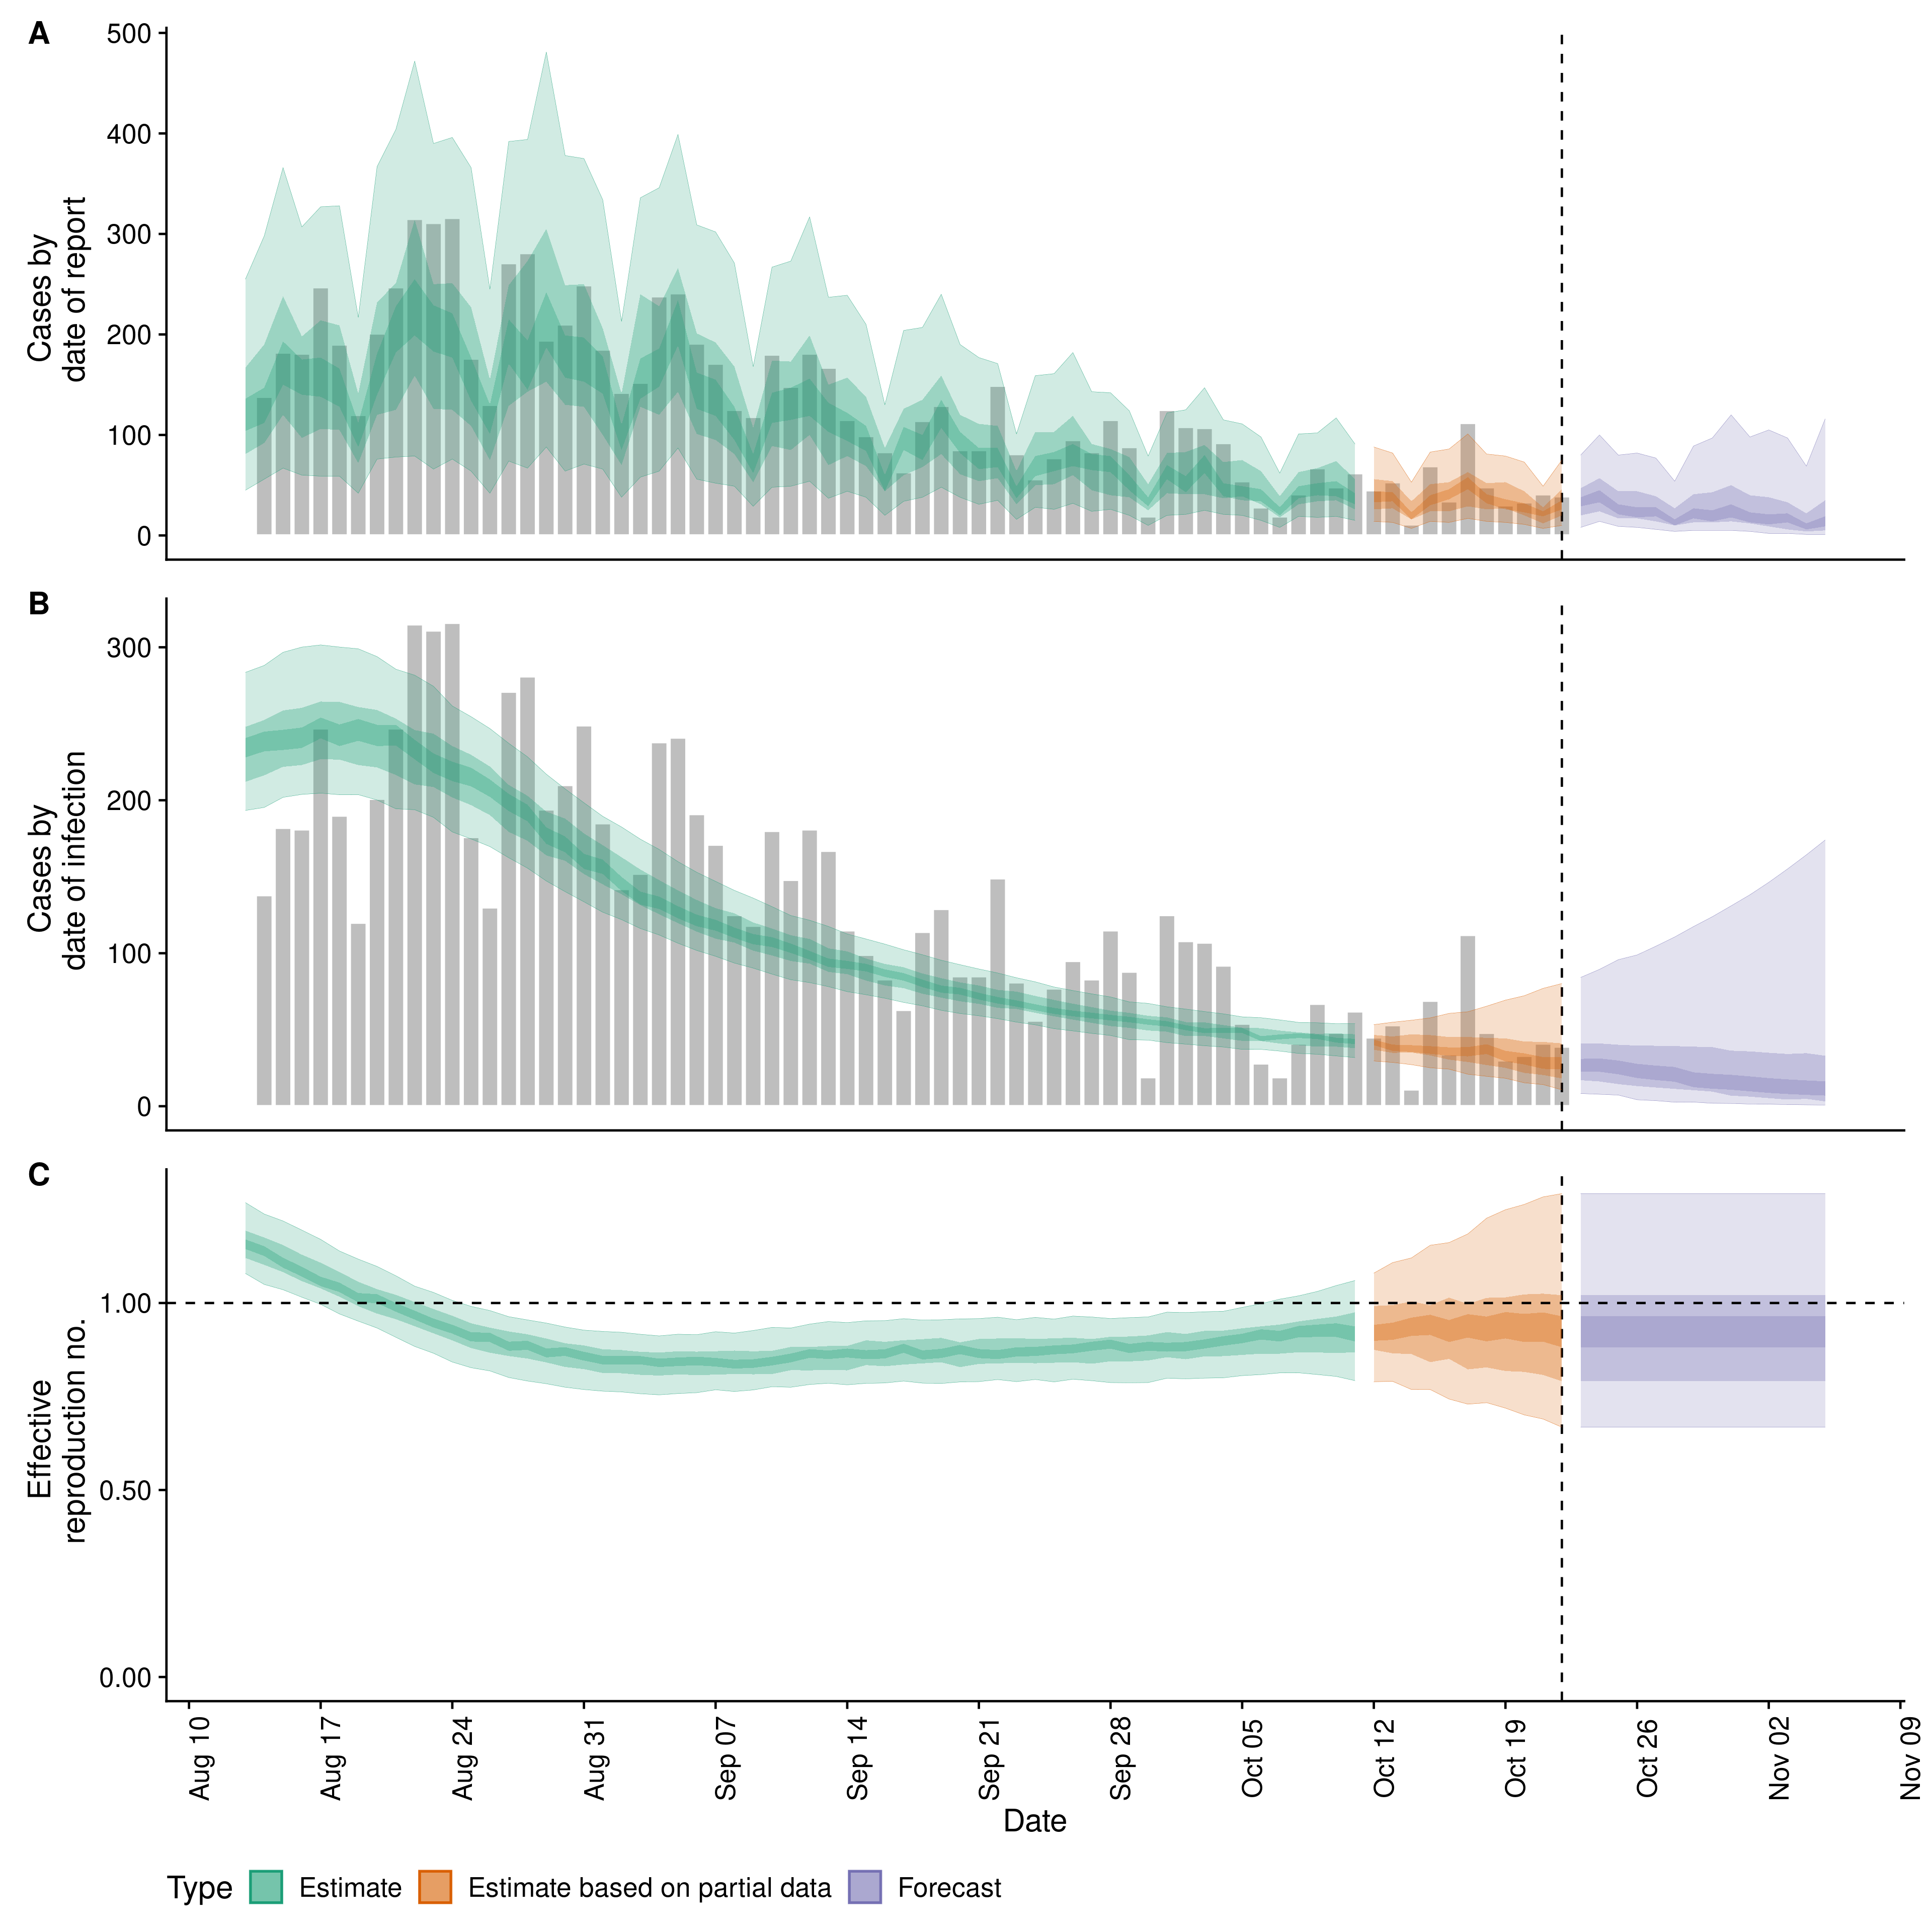 A
500
400
300
200
100
0
Cases by
date of report
B
300
200
100
0
Cases by
date of infection
C
1.00
0.50
0.00
Effective
reproduction no.
Aug 10
Aug 17
Aug 24
Aug 31
Sep 07
Sep 14
Sep 21
Sep 28
Oct 05
Oct 12
Oct 19
Oct 26
Nov 02
Nov 09
Date
Type Estimate Estimate based on partial data Forecast